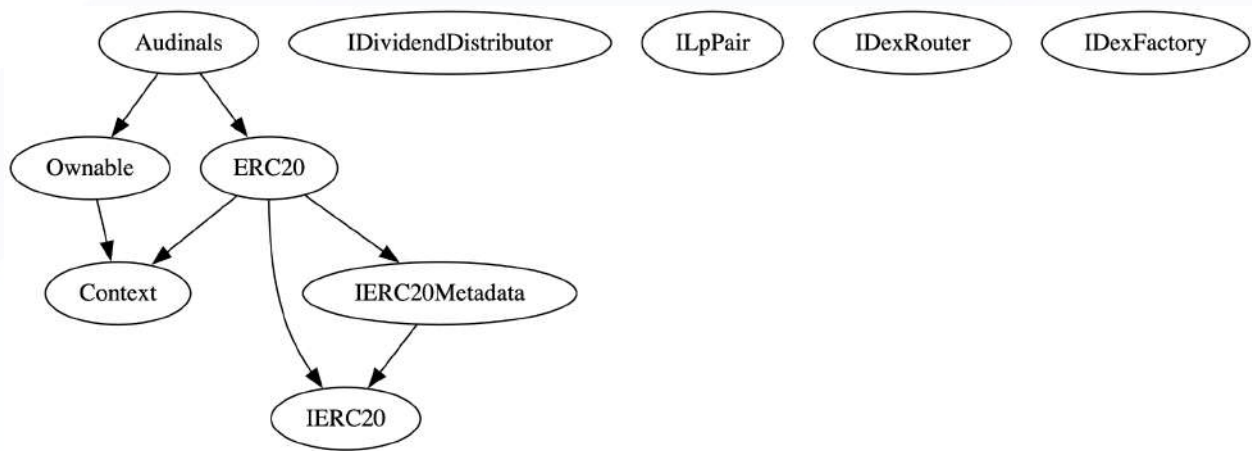 Audinals
IDividendDistributor
ILpPair
IDexRouter
IDexFactory
Ownable
ERC20
Context
IERC20Metadata
IERC20